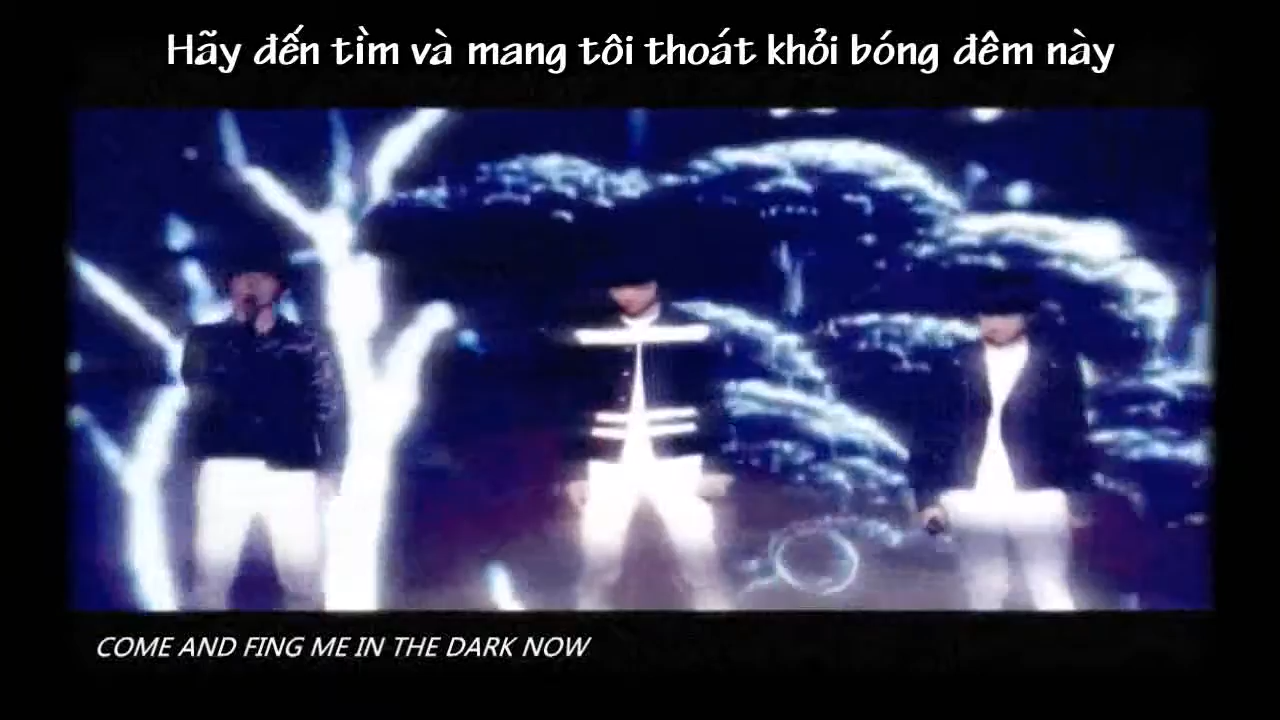 Hãy đến tìm và mang tôi thoát khỏi bóng đêm này
COME AND FING ME IN THE DARK NOW